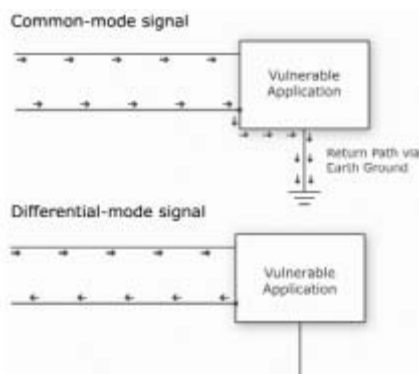 Common-mode signal
Vulnerable
Application
Return Path via
Earth Ground
Differential-mode signal
Vulnerable
Application